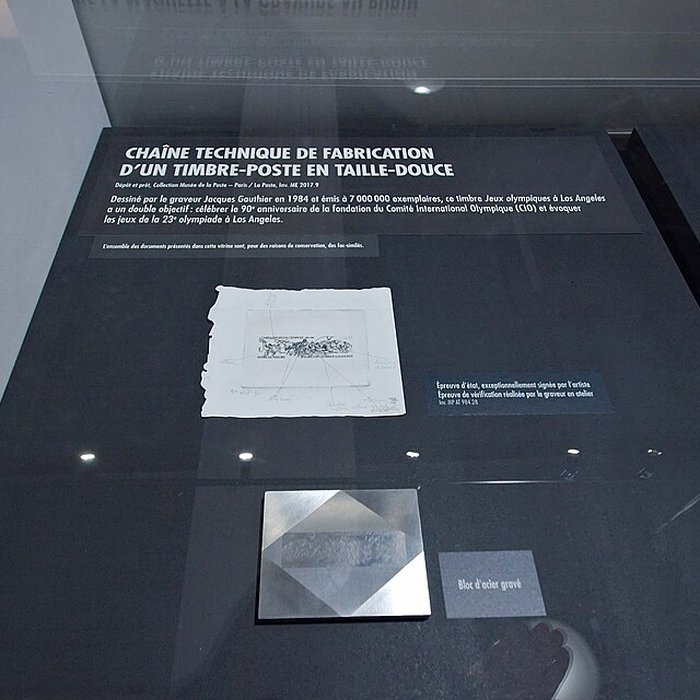 CHAÎNE TECHNIQUE DE FABRICATION
D'UN TIMBRE-POSTE EN TAILLE-DOUCE
Dépôt et prêt, Collection Musée de la Poste – Paris / La Poste, Inv. ME 2017.9
Dessiné par le graveur Jacques Gauthier en 1984 et émis à 7 000 000 exemplaires, ce timbre Jeux olympiques à Los Angeles
a un double objectif : célébrer le 90e anniversaire de la fondation du Comité International Olympique (CIO) et évoquer
les jeux de la 23e olympiade à Los Angeles.
L'ensemble des documents présentés dans cette vitrine sont, pour des raisons de conservation, des fac-similés.
Épreuve d'état, exceptionnellement signée par l'artiste
Épreuve de vérification réalisée par le graveur en atelier
Bloc d'acier gravé